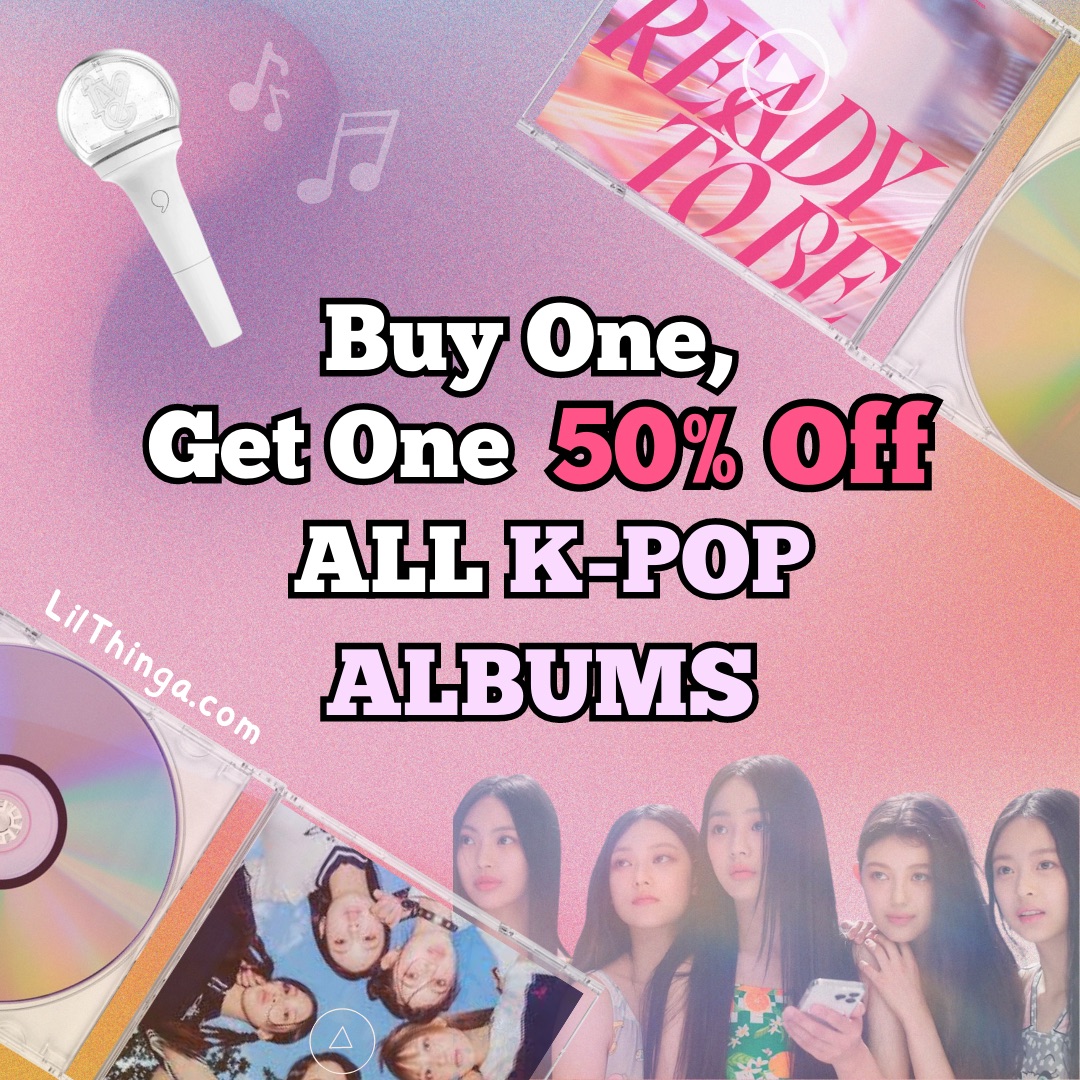 READY
TO BE
Buy One,
Get One 50% Off
ALL K-POP
ALBUMS
LilThinga.com